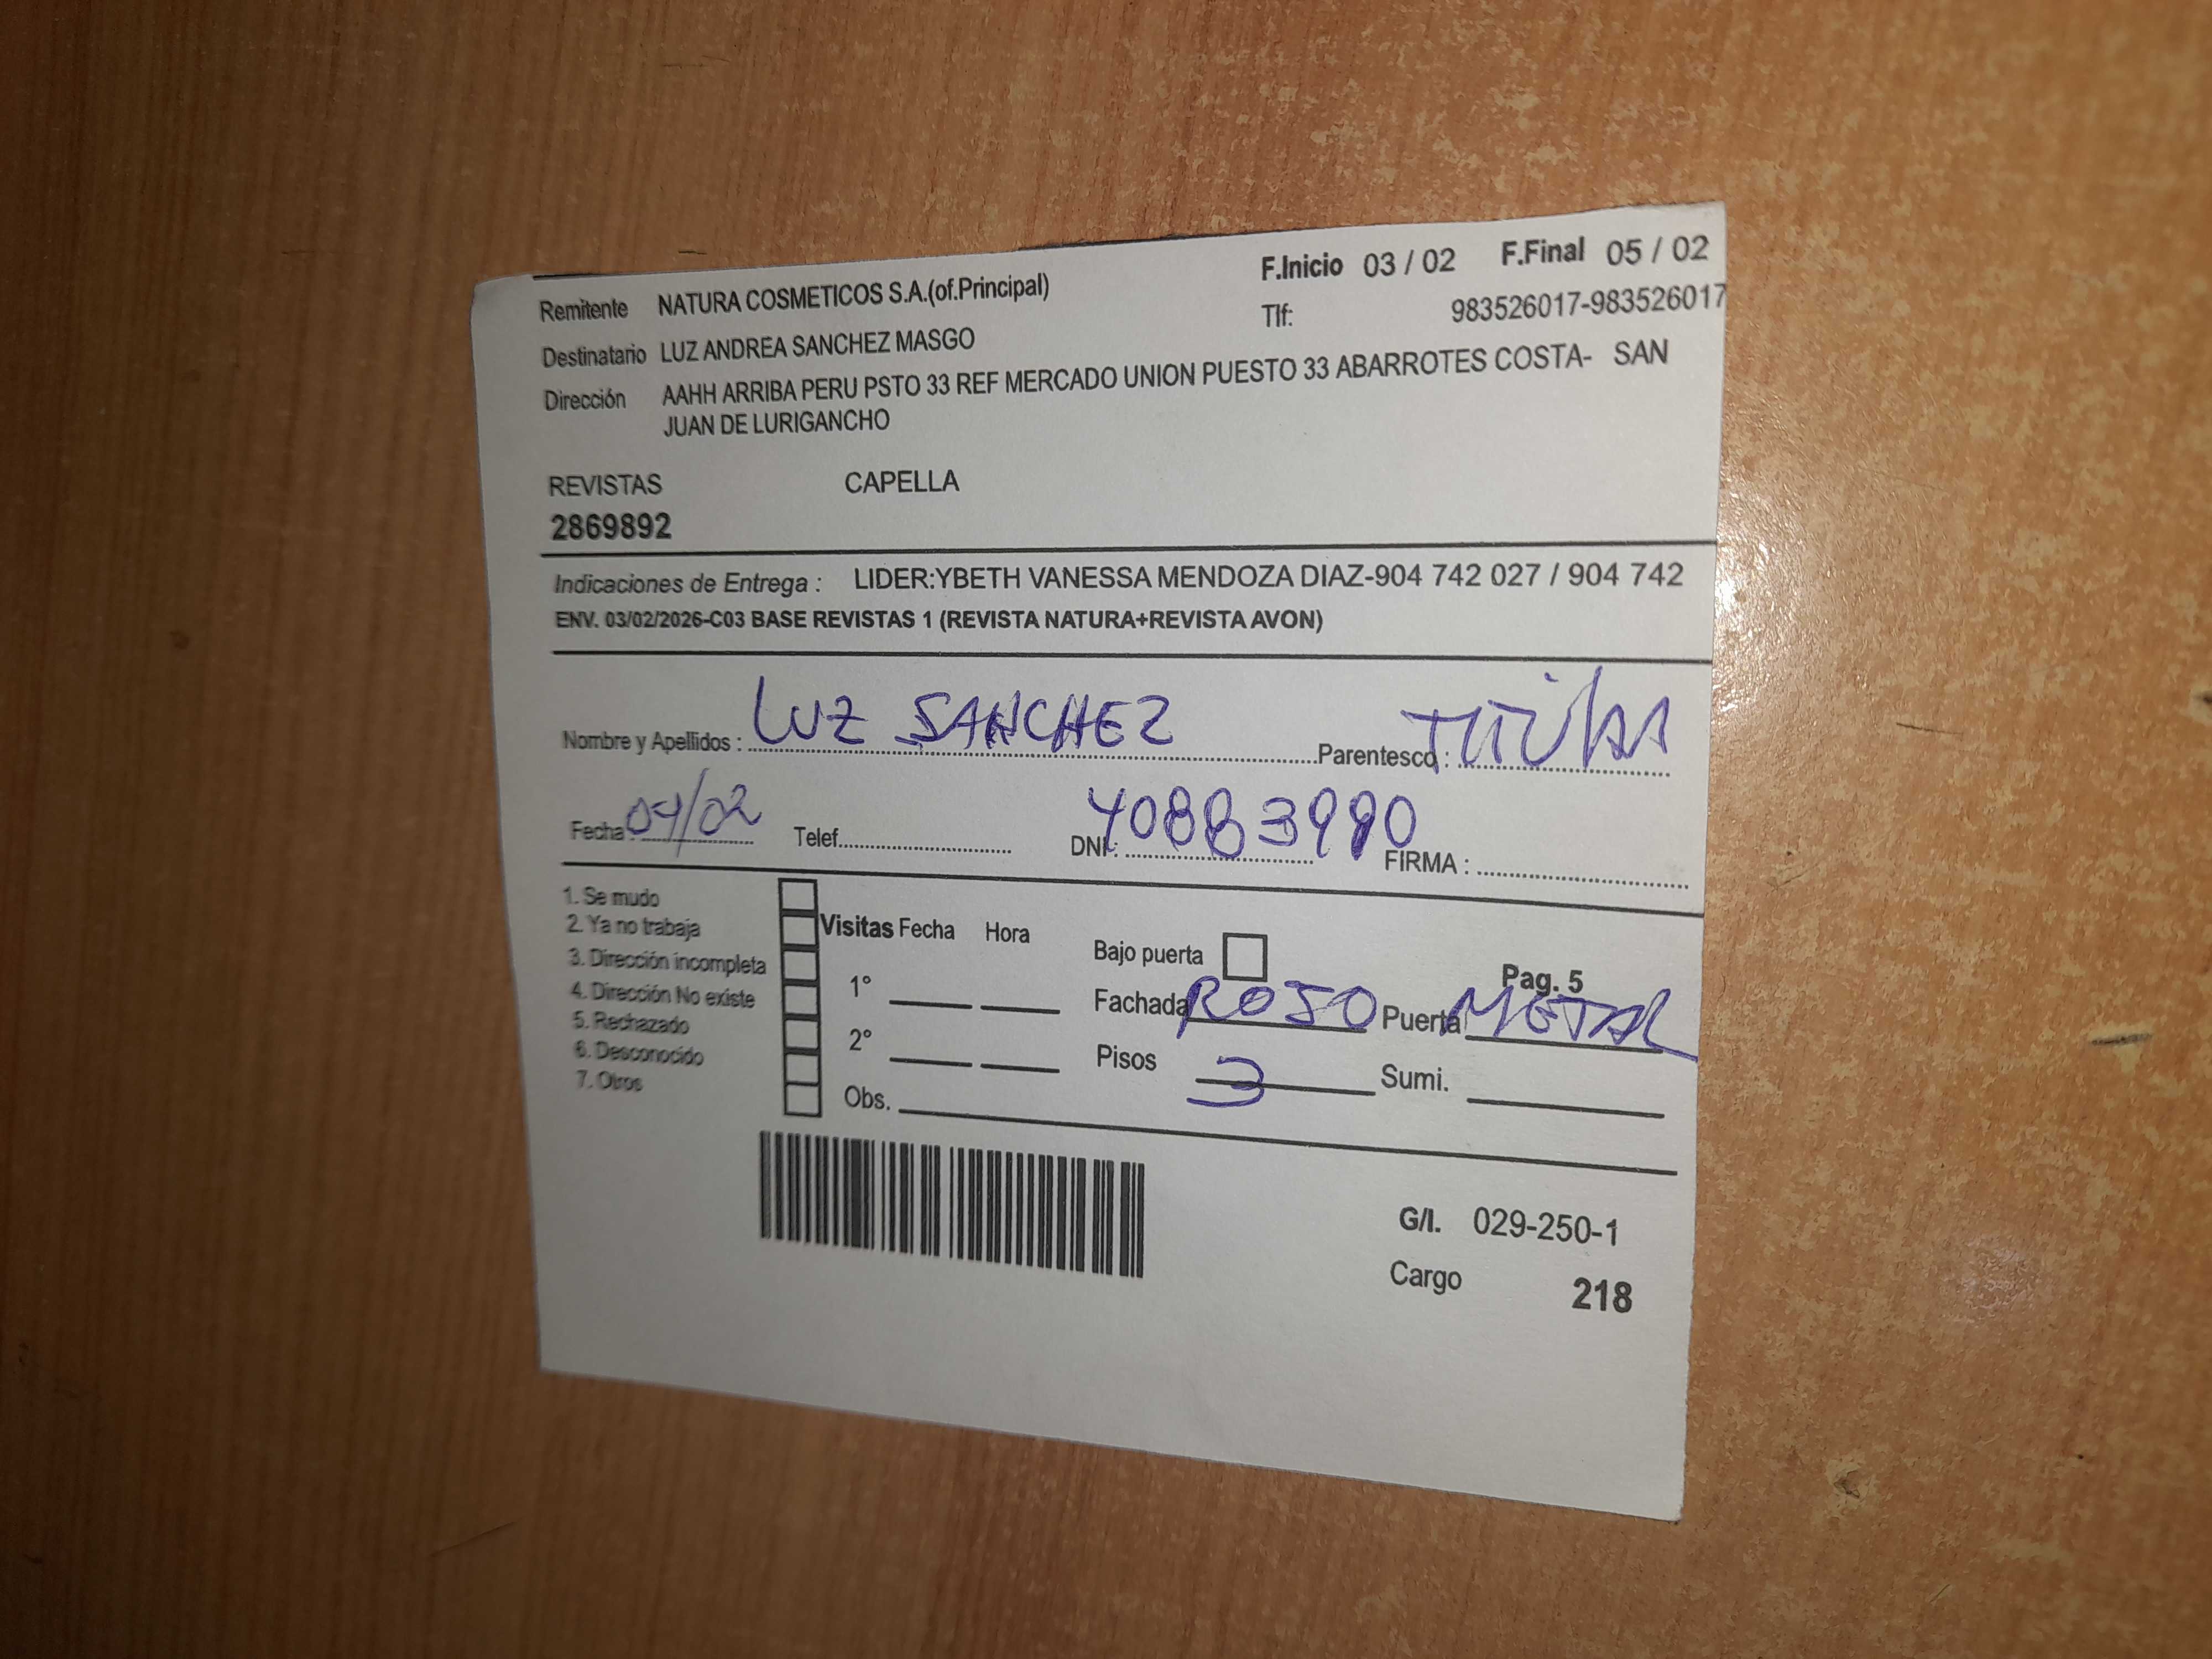 F.Inicio 03 / 02 F.Final 05 / 02
Remitente NATURA COSMETICOS S.A.(of.Principal)
Tlf: 983526017-983526017
Destinatario LUZ ANDREA SANCHEZ MASGO
Dirección AAHH ARRIBA PERU PSTO 33 REF MERCADO UNION PUESTO 33 ABARROTES COSTA- SAN
JUAN DE LURIGANCHO
REVISTAS CAPELLA
2869892
Indicaciones de Entrega : LIDER:YBETH VANESSA MENDOZA DIAZ-904 742 027 / 904 742
ENV. 03/02/2026-C03 BASE REVISTAS 1 (REVISTA NATURA+REVISTA AVON)
Nombre y Apellidos : LUZ SANCHEZ Parentesco : TITULAR
Fecha : 04/02 Telef. DNI: 40883990 FIRMA :
1. Se mudo
2. Ya no trabaja
3. Dirección incompleta
4. Dirección No existe
5. Rechazado
6. Desconocido
7. Otros
Visitas Fecha Hora
1°
2°
Obs.
Bajo puerta
Pag. 5
Fachada ROJO Puerta METAL
Pisos 3 Sumi.
G/I. 029-250-1
Cargo 218